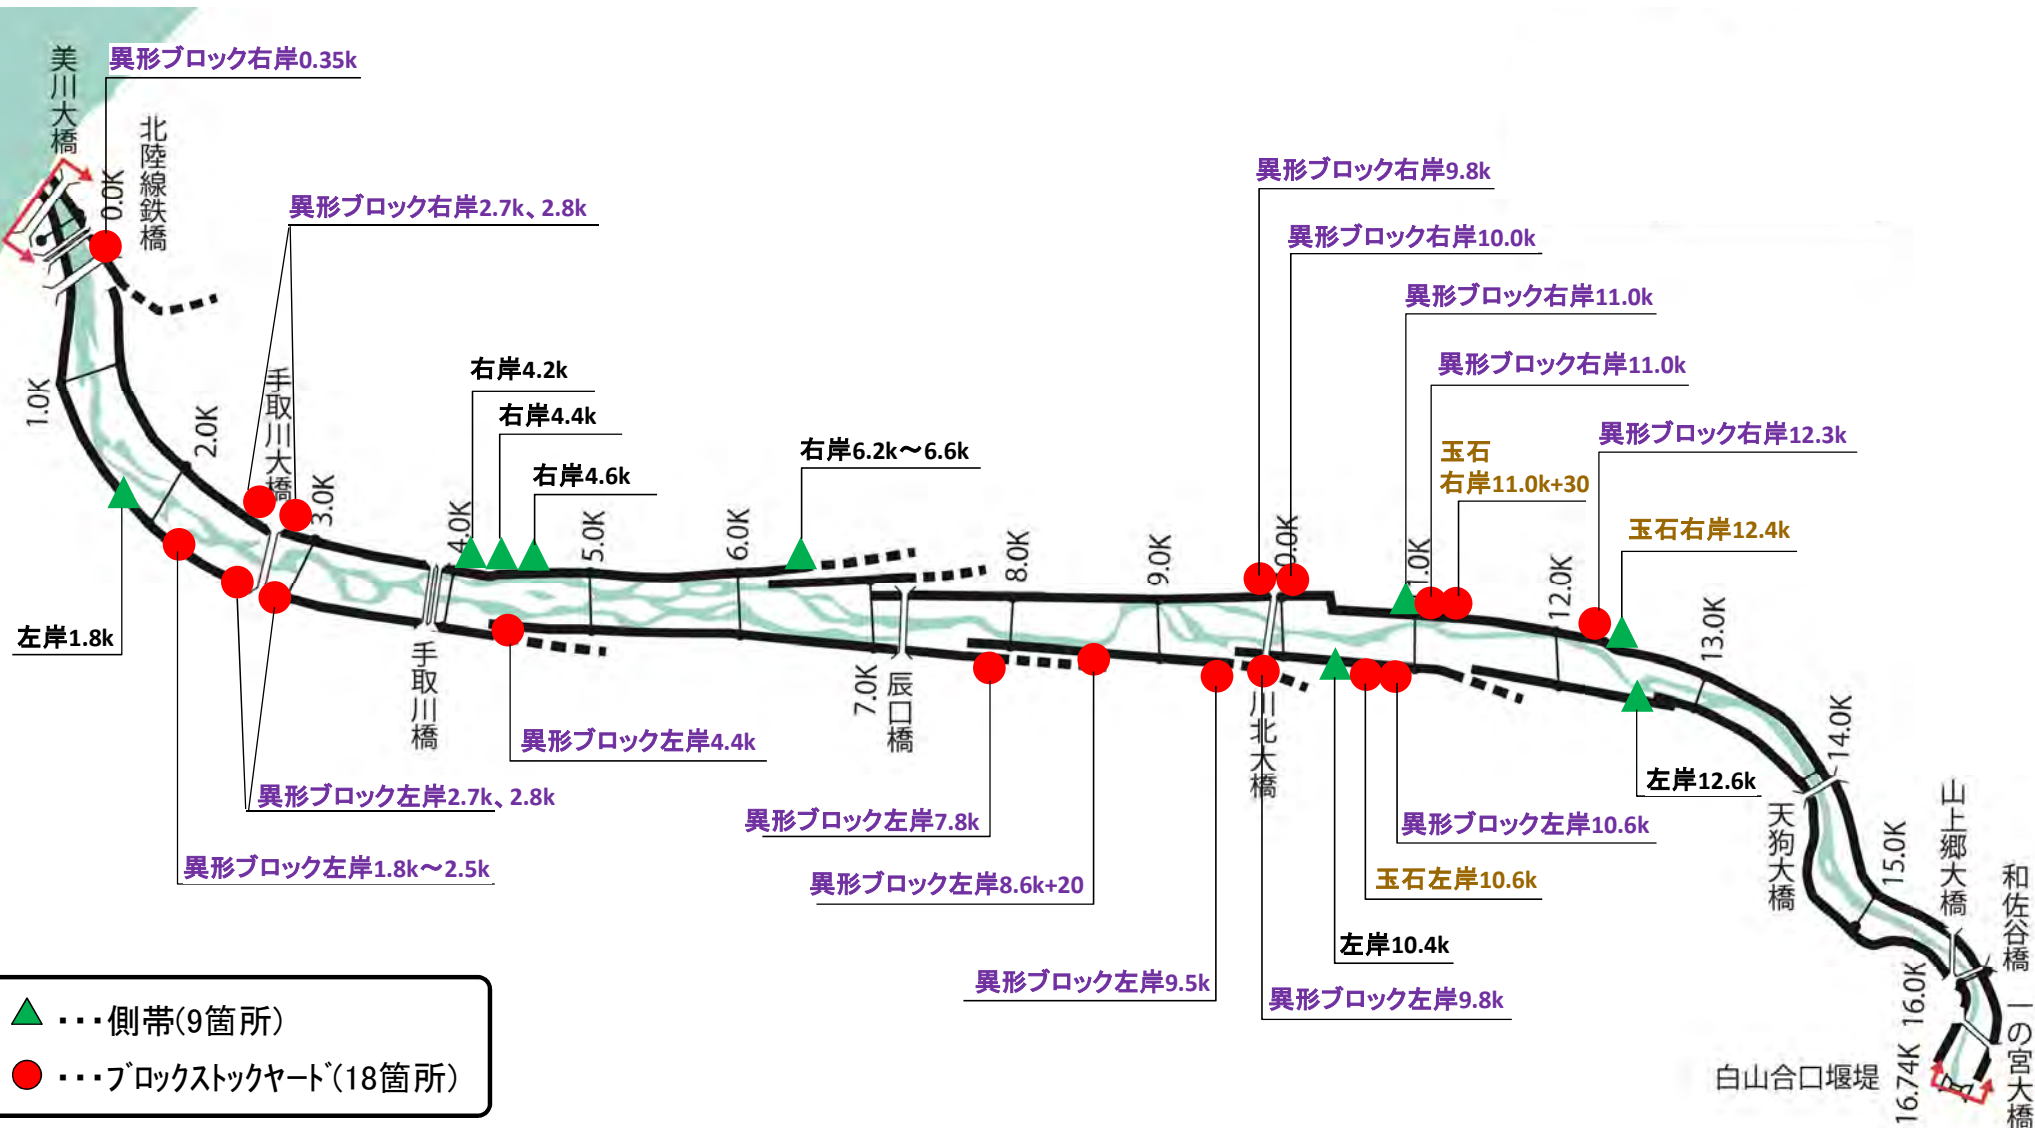 異形ブロック右岸0.35k
美川大橋
北陸線鉄橋
0.0K
異形ブロック右岸2.7k、2.8k
異形ブロック右岸9.8k
異形ブロック右岸10.0k
異形ブロック右岸11.0k
異形ブロック右岸11.0k
異形ブロック右岸12.3k
玉石
右岸11.0k+30
玉石右岸12.4k
右岸4.2k
右岸4.4k
右岸4.6k
右岸6.2k～6.6k
1.0K
2.0K
手取川大橋
3.0K
4.0K
5.0K
6.0K
7.0K
8.0K
9.0K
0.0K
1.0K
12.0K
13.0K
14.0K
15.0K
16.0K
16.74K
左岸1.8k
手取川橋
辰口橋
川北大橋
天狗大橋
山上郷大橋
和佐谷橋
一の宮大橋
白山合口堰堤
異形ブロック左岸4.4k
異形ブロック左岸2.7k、2.8k
異形ブロック左岸1.8k～2.5k
異形ブロック左岸7.8k
異形ブロック左岸8.6k+20
異形ブロック左岸9.5k
異形ブロック左岸9.8k
左岸10.4k
玉石左岸10.6k
異形ブロック左岸10.6k
左岸12.6k
・・・側帯(9箇所)
・・・ﾌﾞﾛｯｸｽﾄｯｸﾔｰﾄﾞ(18箇所)